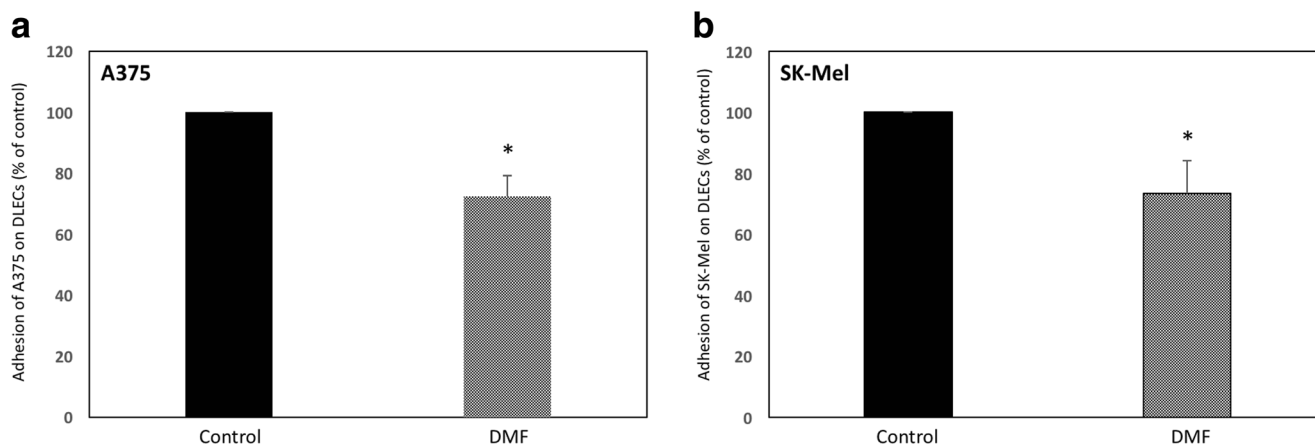 a
A375
Adhesion of A375 on DLECs (% of control)
120
100
80
60
40
20
0
*
Control
DMF
b
SK-Mel
Adhesion of SK-Mel on DLECs (% of control)
120
100
80
60
40
20
0
*
Control
DMF